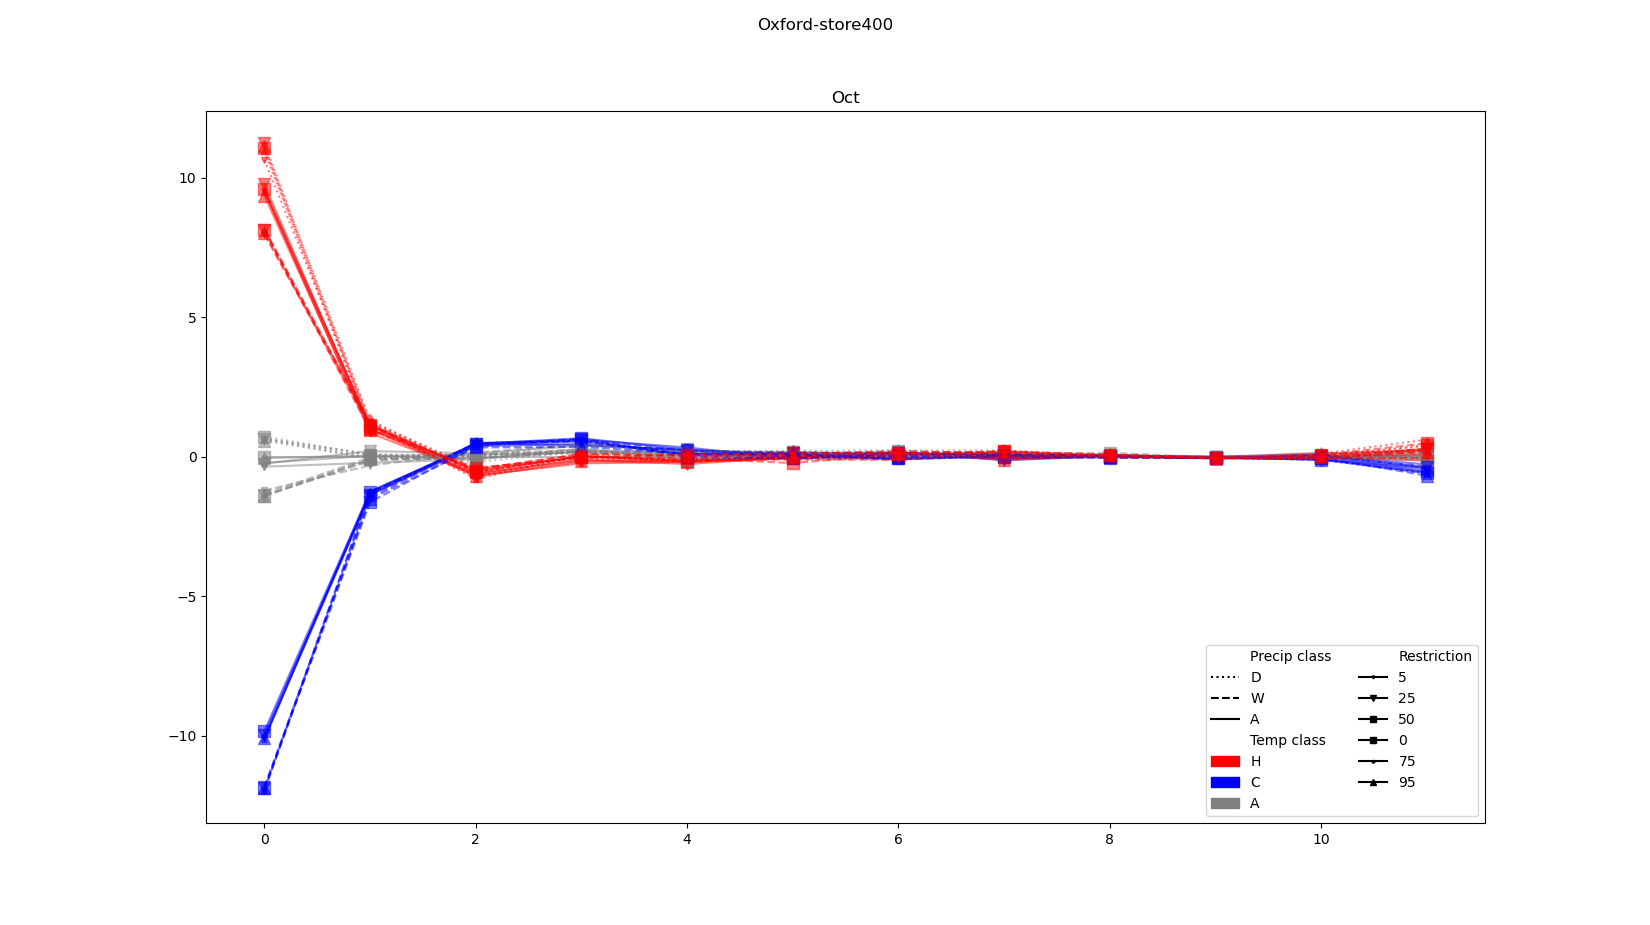 Oxford-store400
Oct
10
5
0
−5
−10
0 2 4 6 8 10
Precip class
D
W
A
Temp class
H
C
A
Restriction
5
25
50
0
75
95